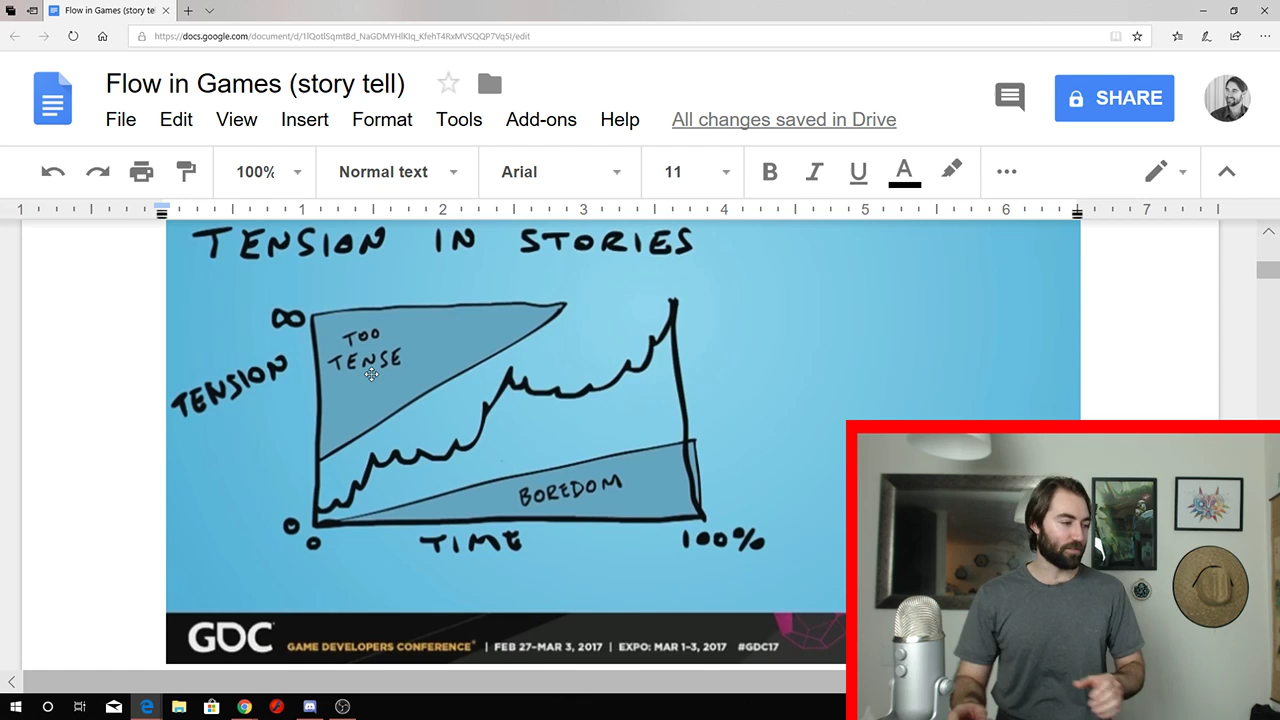 Flow in Games (story tel
https://docs.google.com/document/d/1lQotlSqmtBd_NaGDMYHlKIq_KfehT4RxMVSQQP7Vq5I/edit
Flow in Games (story tell)
File Edit View Insert Format Tools Add-ons Help All changes saved in Drive
SHARE
100% Normal text Arial 11 B I U A
1 1 2 3 4 5 6 7
TENSION IN STORIES
∞
TOO
TENSE
TENSION
BOREDOM
0
0 TIME 100%
GDC GAME DEVELOPERS CONFERENCE® | FEB 27-MAR 3, 2017 | EXPO: MAR 1-3, 2017 #GDC17